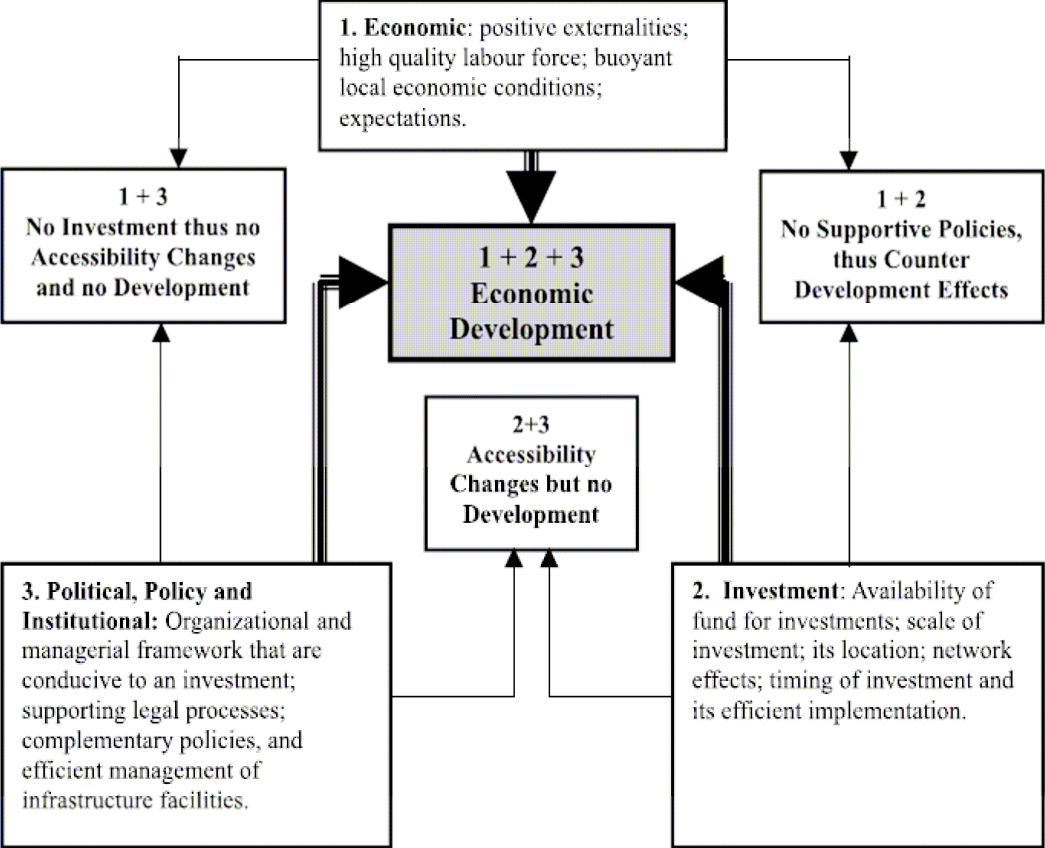 1. Economic: positive externalities;
high quality labour force; buoyant
local economic conditions;
expectations.
1 + 3
No Investment thus no
Accessibility Changes
and no Development
1 + 2
No Supportive Policies,
thus Counter
Development Effects
1 + 2 + 3
Economic
Development
2+3
Accessibility
Changes but no
Development
3. Political, Policy and
Institutional: Organizational and
managerial framework that are
conducive to an investment;
supporting legal processes;
complementary policies, and
efficient management of
infrastructure facilities.
2. Investment: Availability of
fund for investments; scale of
investment; its location; network
effects; timing of investment and
its efficient implementation.